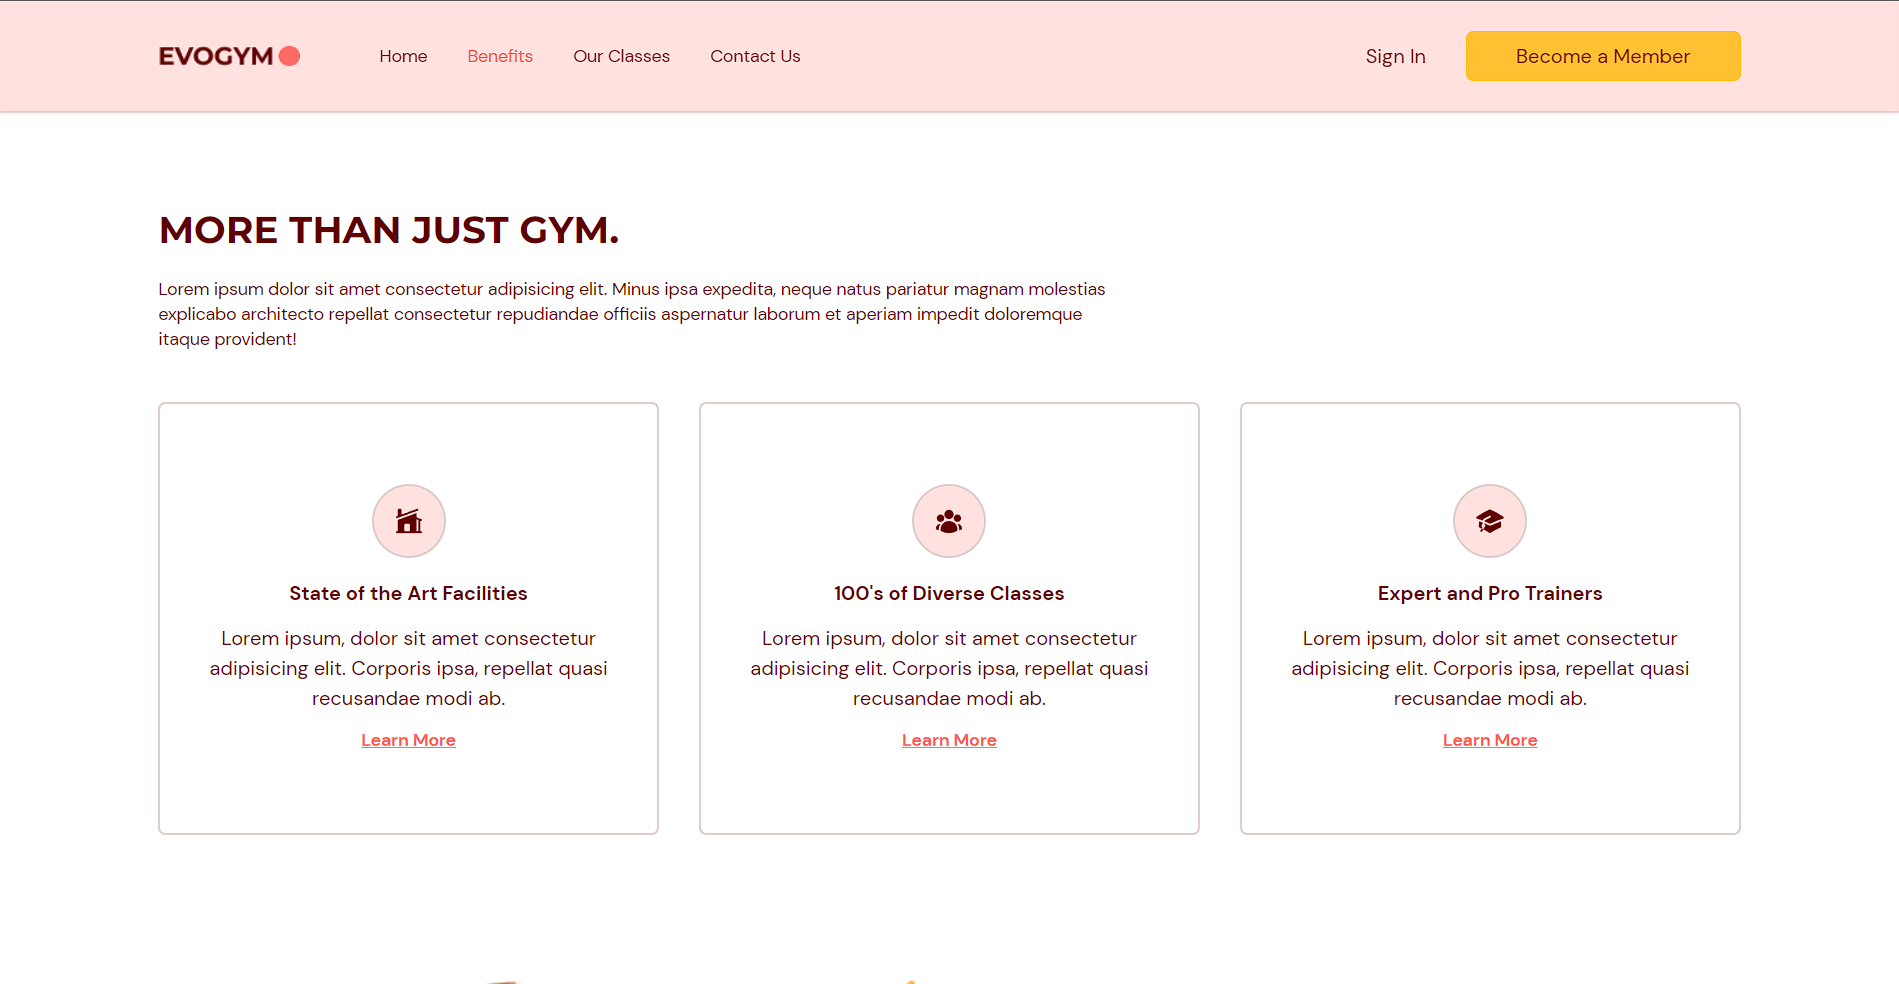 EVOGYM
Home
Benefits
Our Classes
Contact Us
Sign In
Become a Member
MORE THAN JUST GYM.
Lorem ipsum dolor sit amet consectetur adipisicing elit. Minus ipsa expedita, neque natus pariatur magnam molestias
explicabo architecto repellat consectetur repudiandae officiis aspernatur laborum et aperiam impedit doloremque
itaque provident!
State of the Art Facilities
Lorem ipsum, dolor sit amet consectetur
adipisicing elit. Corporis ipsa, repellat quasi
recusandae modi ab.
Learn More
100's of Diverse Classes
Lorem ipsum, dolor sit amet consectetur
adipisicing elit. Corporis ipsa, repellat quasi
recusandae modi ab.
Learn More
Expert and Pro Trainers
Lorem ipsum, dolor sit amet consectetur
adipisicing elit. Corporis ipsa, repellat quasi
recusandae modi ab.
Learn More